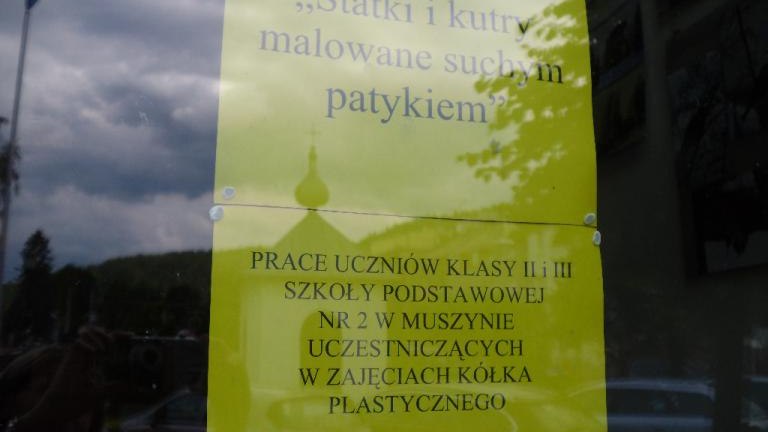 „Statki i kutry
malowane suchym
patykiem”
PRACE UCZNIÓW KLASY II i III
SZKOŁY PODSTAWOWEJ
NR 2 W MUSZYNIE
UCZESTNICZĄCYCH
W ZAJĘCIACH KÓŁKA
PLASTYCZNEGO